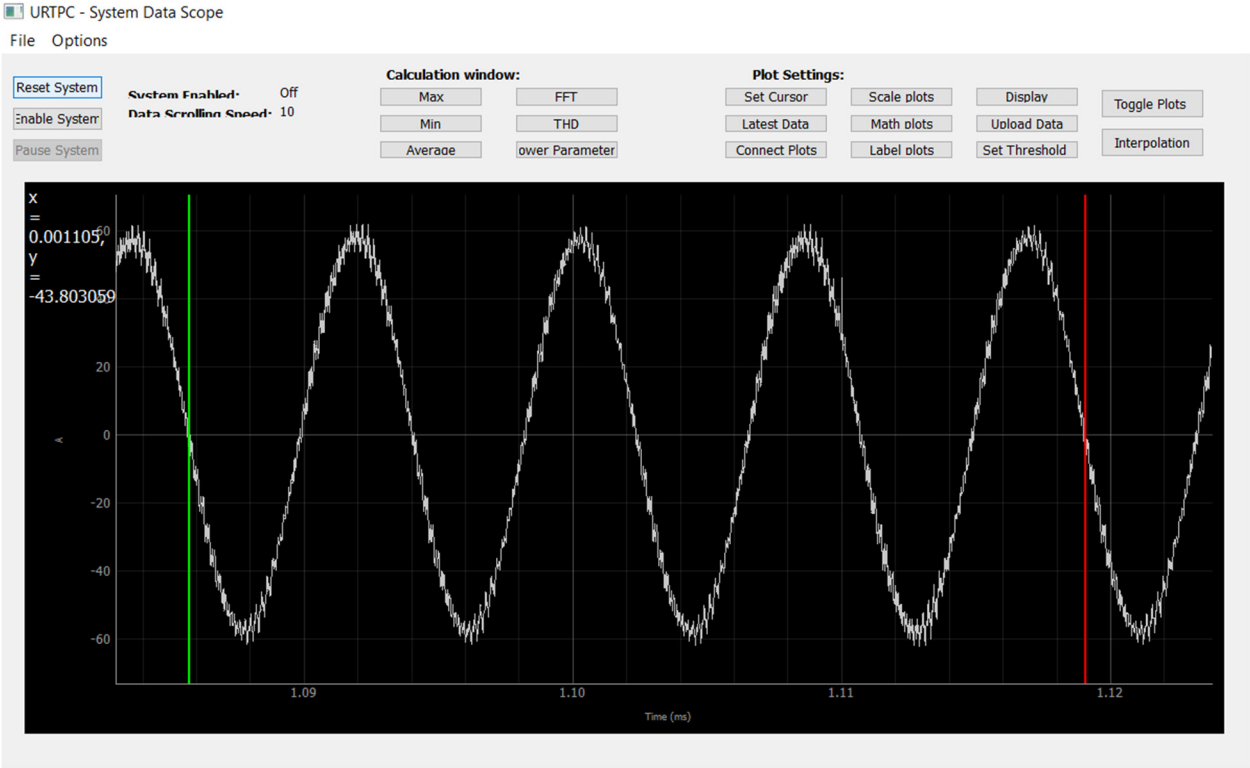 URTPC - System Data Scope
File Options
Calculation window: Plot Settings:
Reset System System Enabled: Off Max FFT Set Cursor Scale plots Display Toggle Plots
Enable System Data Scrolling Speed: 10 Min THD Latest Data Math plots Upload Data
Pause System Average ower Parameter Connect Plots Label plots Set Threshold Interpolation
x
=
0.001105,
y
=
-43.803059
20
0
-20
-40
-60
A
1.09 1.10 1.11 1.12
Time (ms)